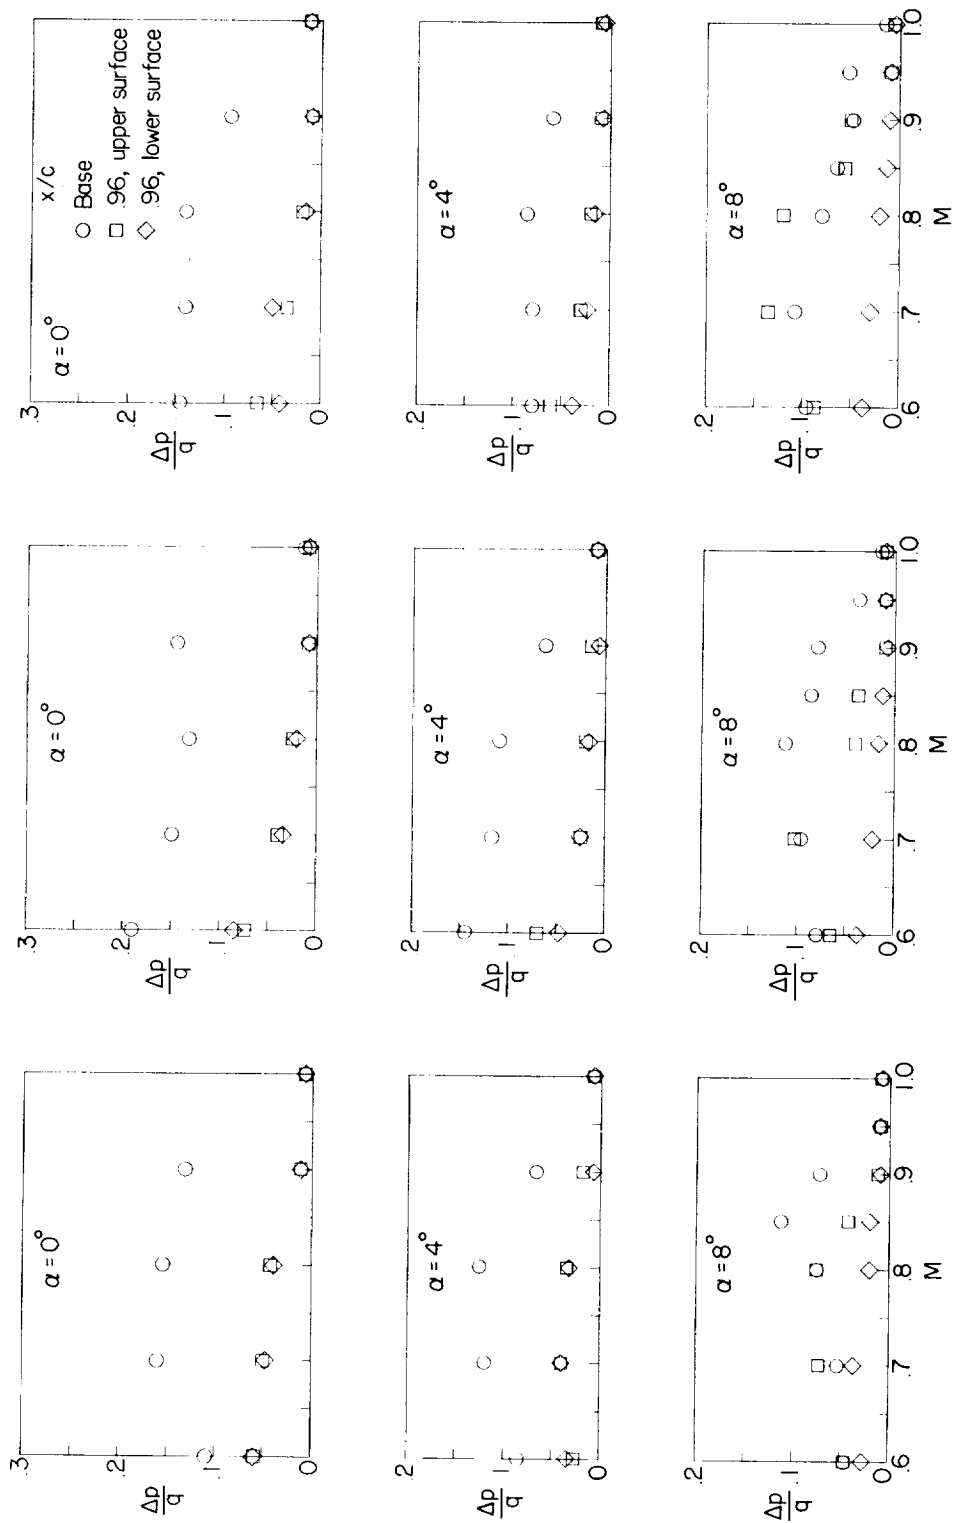 .3
.2
.1
0
Δp/q
α=0°
.3
.2
.1
0
Δp/q
α=0°
.3
.2
.1
0
Δp/q
α=0°
x/c
Base
.96, upper surface
.96, lower surface
.2
.1
0
Δp/q
α=4°
.2
.1
0
Δp/q
α=4°
.2
.1
0
Δp/q
α=4°
.2
.1
0
Δp/q
α=8°
.6 .7 .8 .9 1.0
M
.2
.1
0
Δp/q
α=8°
.6 .7 .8 .9 1.0
M
.2
.1
0
Δp/q
α=8°
.6 .7 .8 .9 1.0
M